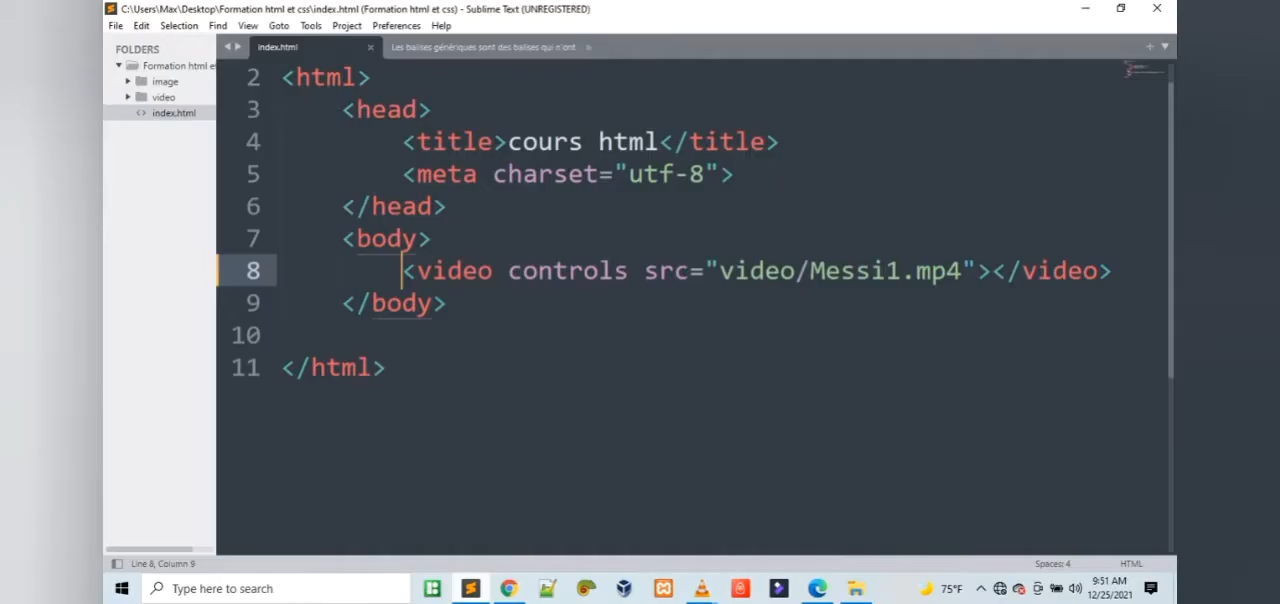 C:\Users\Max\Desktop\Formation html et css\index.html (Formation html et css) - Sublime Text (UNREGISTERED)
File Edit Selection Find View Goto Tools Project Preferences Help
FOLDERS
Formation html et
image
video
index.html
index.html
Les balises génériques sont des balises qui n'ont
2 <html>
3 <head>
4 <title>cours html</title>
5 <meta charset="utf-8">
6 </head>
7 <body>
8 <video controls src="video/Messi1.mp4"></video>
9 </body>
10
11 </html>
Line 8, Column 9
Spaces: 4
HTML
Type here to search
75°F
9:51 AM
12/25/2021